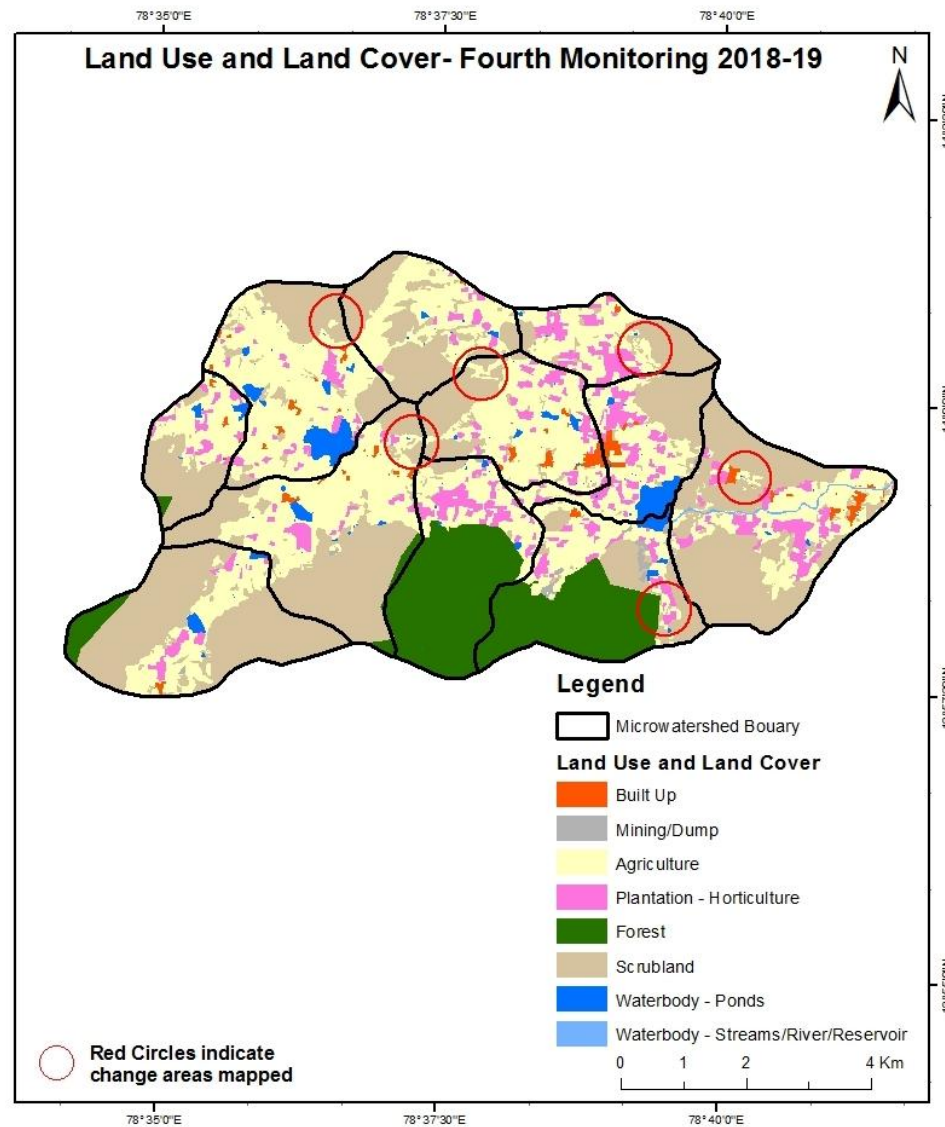 78°35'0"E 78°37'30"E 78°40'0"E
Land Use and Land Cover- Fourth Monitoring 2018-19
N
Legend
Microwatershed Bouary
Land Use and Land Cover
Built Up
Mining/Dump
Agriculture
Plantation - Horticulture
Forest
Scrubland
Waterbody - Ponds
Waterbody - Streams/River/Reservoir
0 1 2 4 Km
Red Circles indicate
change areas mapped
78°35'0"E 78°37'30"E 78°40'0"E